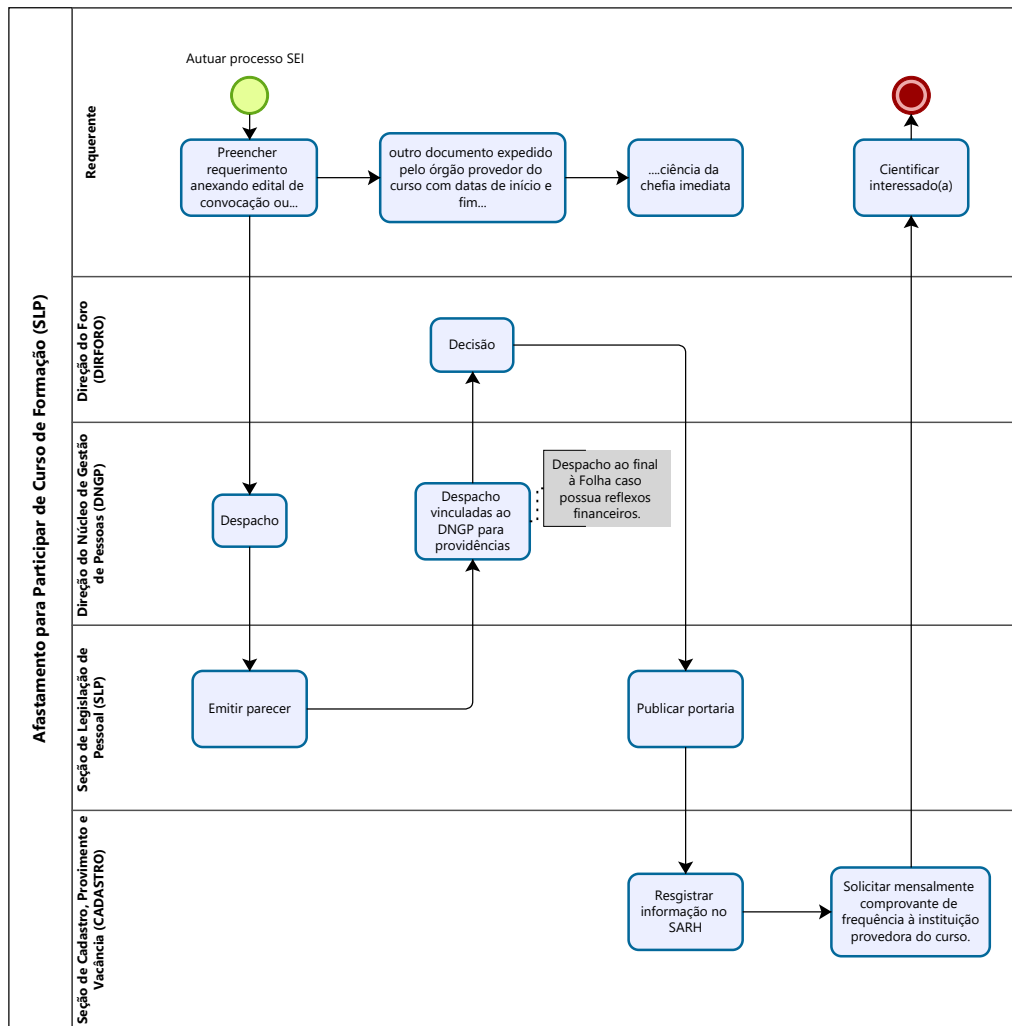 Afastamento para Participar de Curso de Formação (SLP)
Requerente
Autuar processo SEI
Preencher
requerimento
anexando edital de
convocação ou...
outro documento expedido
pelo órgão provedor do
curso com datas de início e
fim...
....ciência da
chefia imediata
Cientificar
interessado(a)
Direção do Foro
(DIRFORO)
Decisão
Direção do Núcleo de Gestão
de Pessoas (DNGP)
Despacho
Despacho
vinculadas ao
DNGP para
providências
Despacho ao final
à Folha caso
possua reflexos
financeiros.
Seção de Legislação de
Pessoal (SLP)
Emitir parecer
Publicar portaria
Seção de Cadastro, Provimento e
Vacância (CADASTRO)
Resgistrar
informação no
SARH
Solicitar mensalmente
comprovante de
frequência à instituição
provedora do curso.